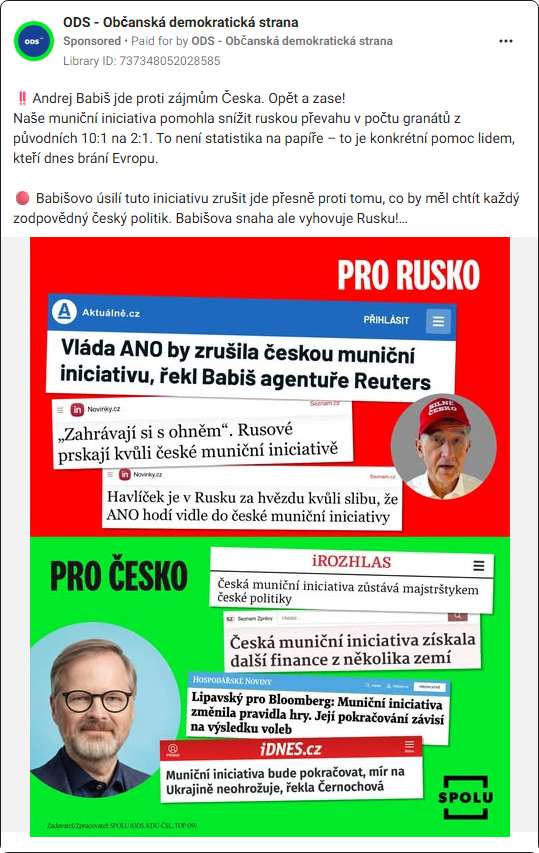 ODS - Občanská demokratická strana
Sponsored • Paid for by ODS - Občanská demokratická strana
Library ID: 737348052028585
‼️ Andrej Babiš jde proti zájmům Česka. Opět a zase!
Naše muniční iniciativa pomohla snížit ruskou převahu v počtu granátů z
původních 10:1 na 2:1. To není statistika na papíře – to je konkrétní pomoc lidem,
kteří dnes brání Evropu.
🔴 Babišovo úsilí tuto iniciativu zrušit jde přesně proti tomu, co by měl chtít každý
zodpovědný český politik. Babišova snaha ale vyhovuje Rusku!...
PRO RUSKO
Aktuálně.cz
PŘIHLÁSIT
Vláda ANO by zrušila českou muniční
iniciativu, řekl Babiš agentuře Reuters
Novinky.cz
Seznam.cz
„Zahrávají si s ohněm“. Rusové
prskají kvůli české muniční iniciativě
SILNÉ
ČESKO
Novinky.cz
Seznam.cz
Havlíček je v Rusku za hvězdu kvůli slibu, že
ANO hodí vidle do české muniční iniciativy
PRO ČESKO
iROZHLAS
Česká muniční iniciativa zůstává majstrštykem
české politiky
SZ Seznam Zprávy
Česká muniční iniciativa získala
další finance z několika zemí
HOSPODÁŘSKÉ NOVINY
Lipavský pro Bloomberg: Muniční iniciativa
změnila pravidla hry. Její pokračování závisí
na výsledku voleb
iDNES.cz
Muniční iniciativa bude pokračovat, mír na
Ukrajině neohrožuje, řekla Černochová
SPOLU
Zadavatel/Zpracovatel: SPOLU (ODS, KDU-ČSL, TOP 09)